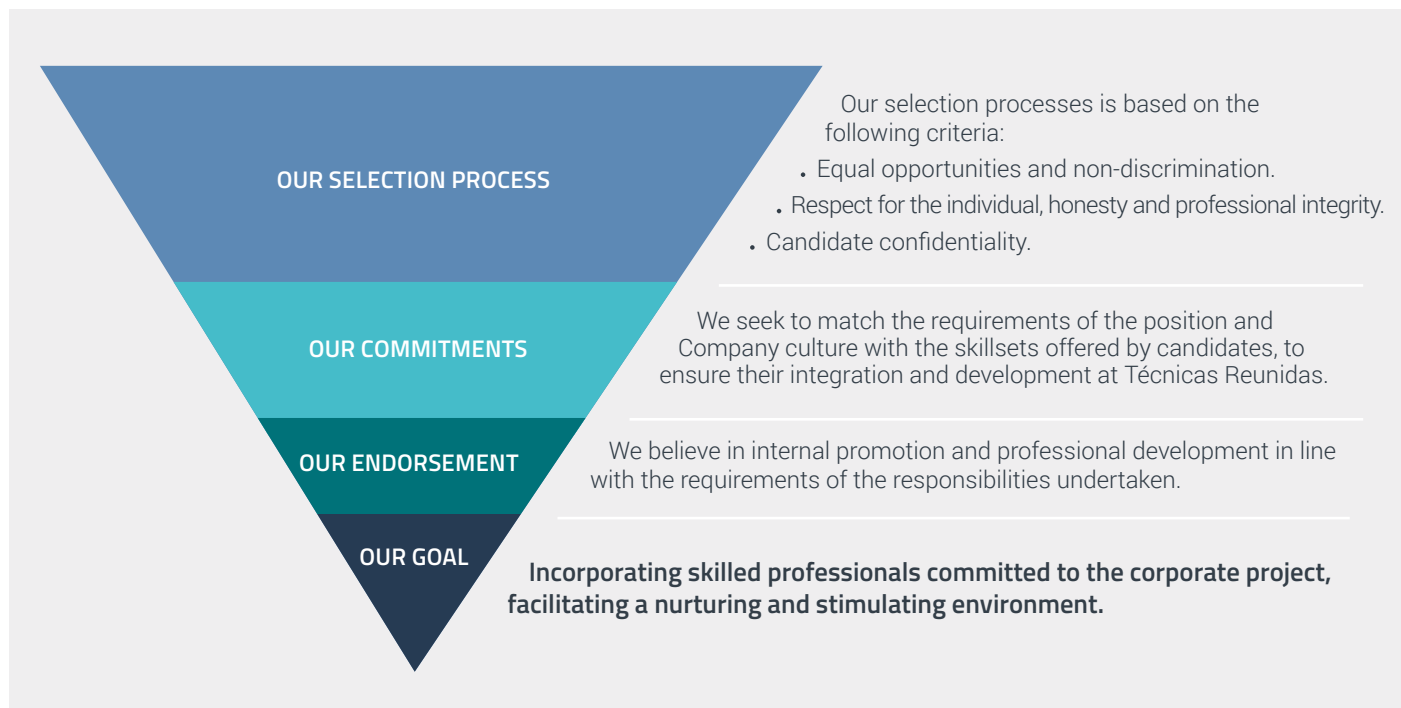 OUR SELECTION PROCESS
Our selection processes is based on the
following criteria:
. Equal opportunities and non-discrimination.
. Respect for the individual, honesty and professional integrity.
. Candidate confidentiality.
OUR COMMITMENTS
We seek to match the requirements of the position and
Company culture with the skillsets offered by candidates, to
ensure their integration and development at Técnicas Reunidas.
OUR ENDORSEMENT
We believe in internal promotion and professional development in line
with the requirements of the responsibilities undertaken.
OUR GOAL
Incorporating skilled professionals committed to the corporate project,
facilitating a nurturing and stimulating environment.